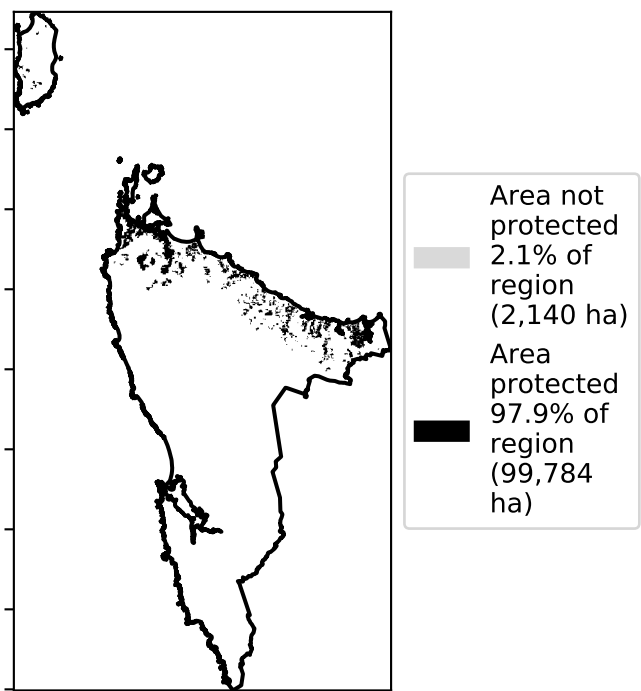 Area not
protected
2.1% of
region
(2,140 ha)
Area
protected
97.9% of
region
(99,784
ha)